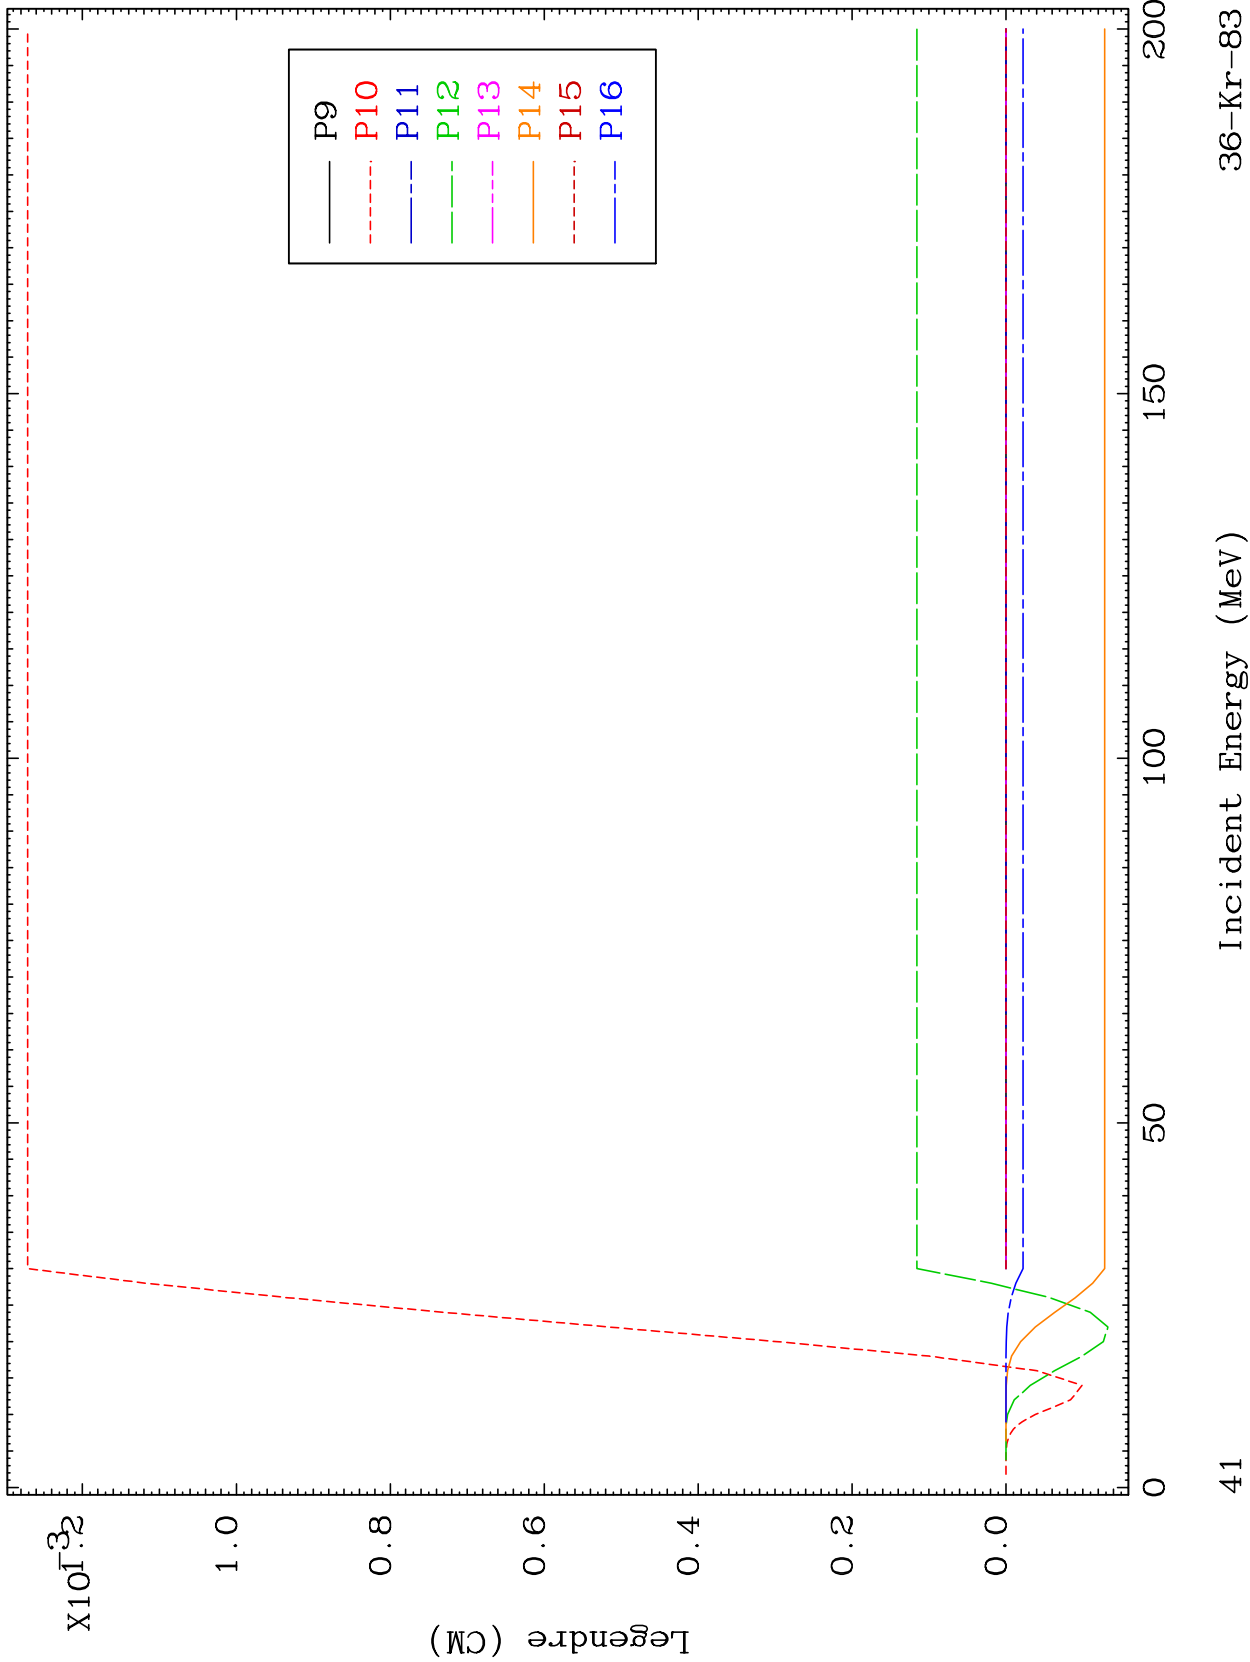 X10-3
1.2
1.0
0.8
0.6
0.4
0.2
0.0
Legendre (CM)
P9
P10
P11
P12
P13
P14
P15
P16
0
50
100
150
200
Incident Energy (MeV)
41
36-Kr-83